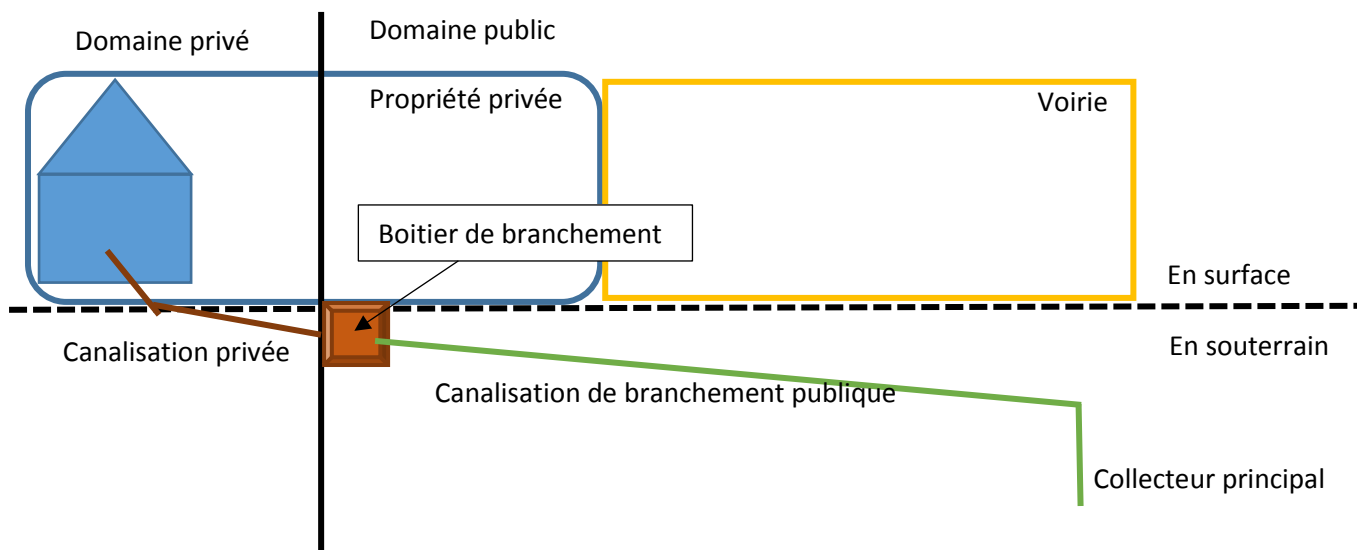 Domaine privé
Domaine public
Propriété privée
Voirie
Boitier de branchement
En surface
Canalisation privée
En souterrain
Canalisation de branchement publique
Collecteur principal